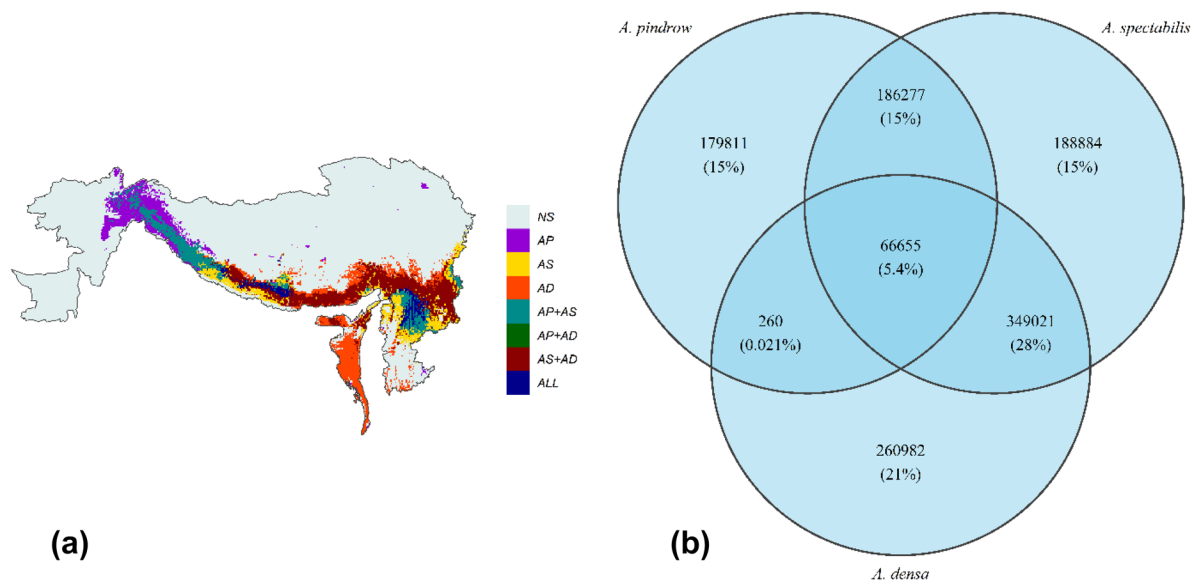 NS
AP
AS
AD
AP+AS
AP+AD
AS+AD
ALL
(a)
A. pindrow
A. spectabilis
186277
(15%)
179811
(15%)
188884
(15%)
66655
(5.4%)
260
(0.021%)
349021
(28%)
260982
(21%)
(b)
A. densa